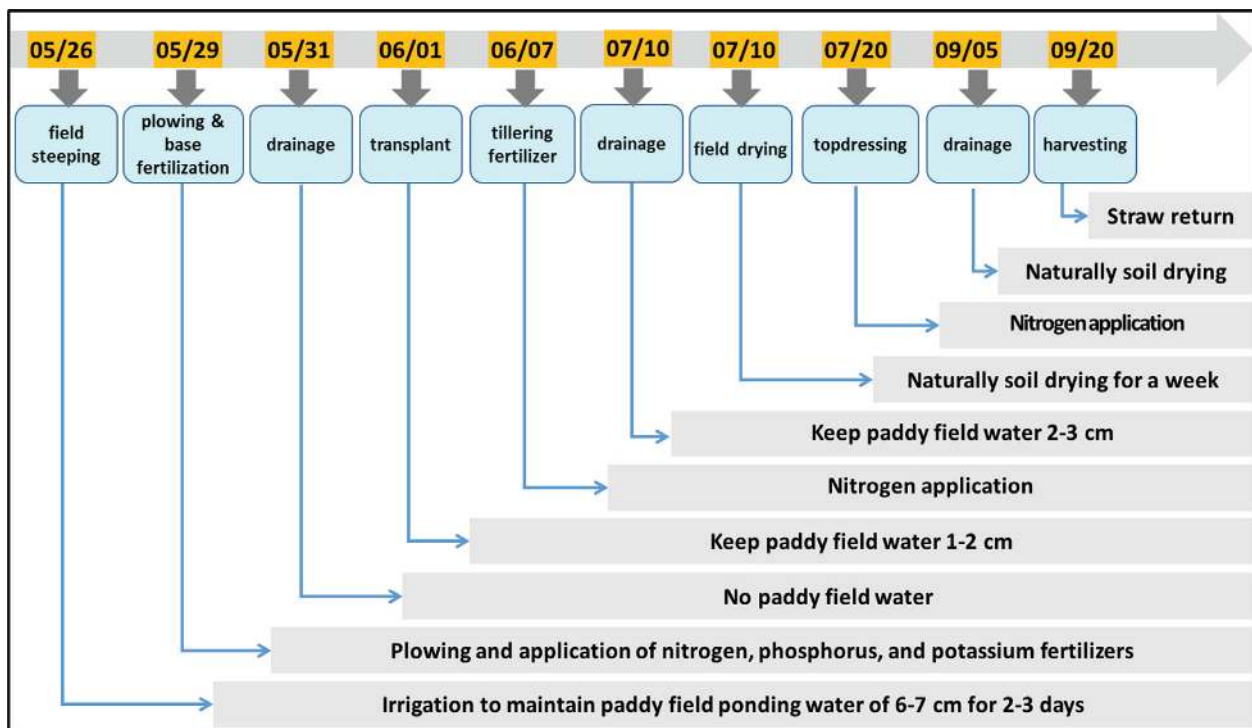 05/26 05/29 05/31 06/01 06/07 07/10 07/10 07/20 09/05 09/20
field
steeping
plowing &
base
fertilization
drainage
transplant
tillering
fertilizer
drainage
field drying
topdressing
drainage
harvesting
Straw return
Naturally soil drying
Nitrogen application
Naturally soil drying for a week
Keep paddy field water 2-3 cm
Nitrogen application
Keep paddy field water 1-2 cm
No paddy field water
Plowing and application of nitrogen, phosphorus, and potassium fertilizers
Irrigation to maintain paddy field ponding water of 6-7 cm for 2-3 days